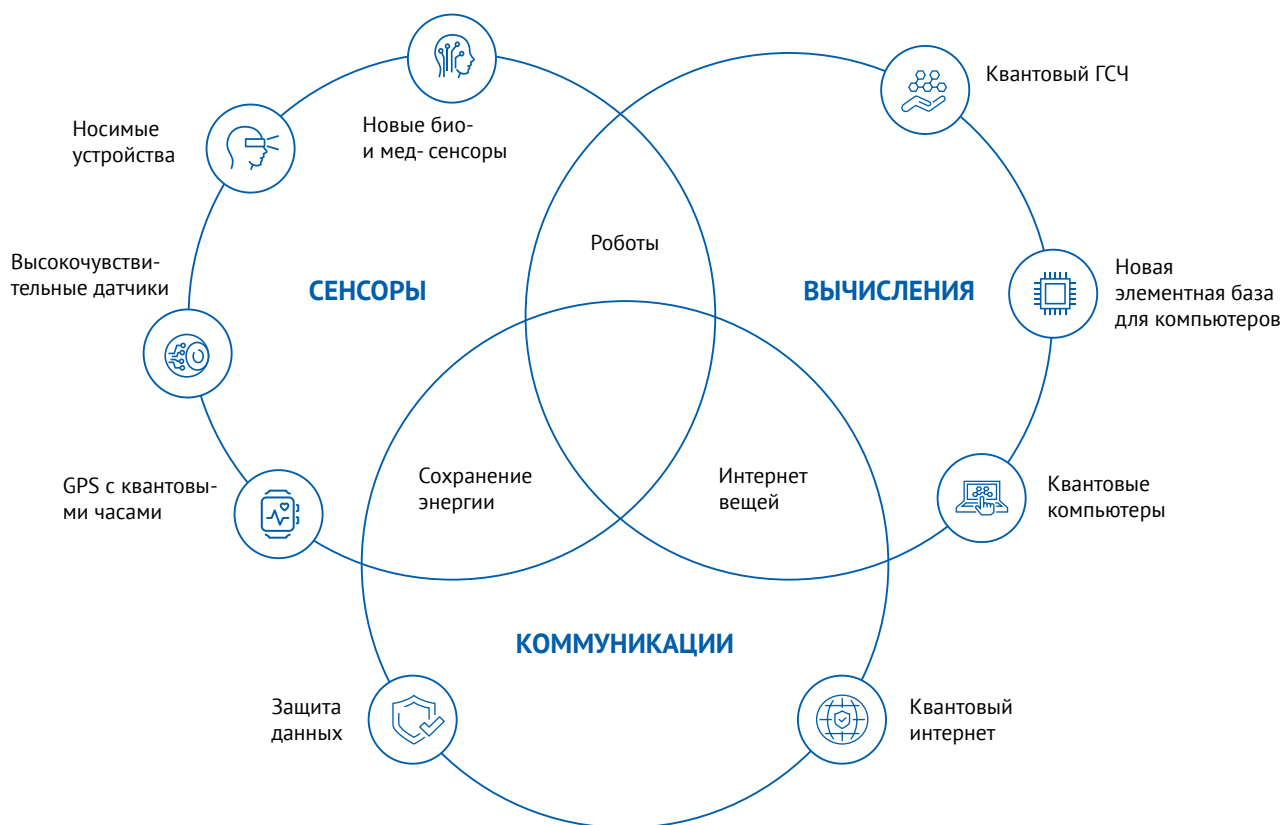 Квантовый ГСЧ
Носимые
устройства
Новые био-
и мед- сенсоры
Роботы
Высокочувстви-
тельные датчики
СЕНСОРЫ
ВЫЧИСЛЕНИЯ
Новая
элементная база
для компьютеров
GPS с квантовы-
ми часами
Сохранение
энергии
Интернет
вещей
Квантовые
компьютеры
КОММУНИКАЦИИ
Защита
данных
Квантовый
интернет